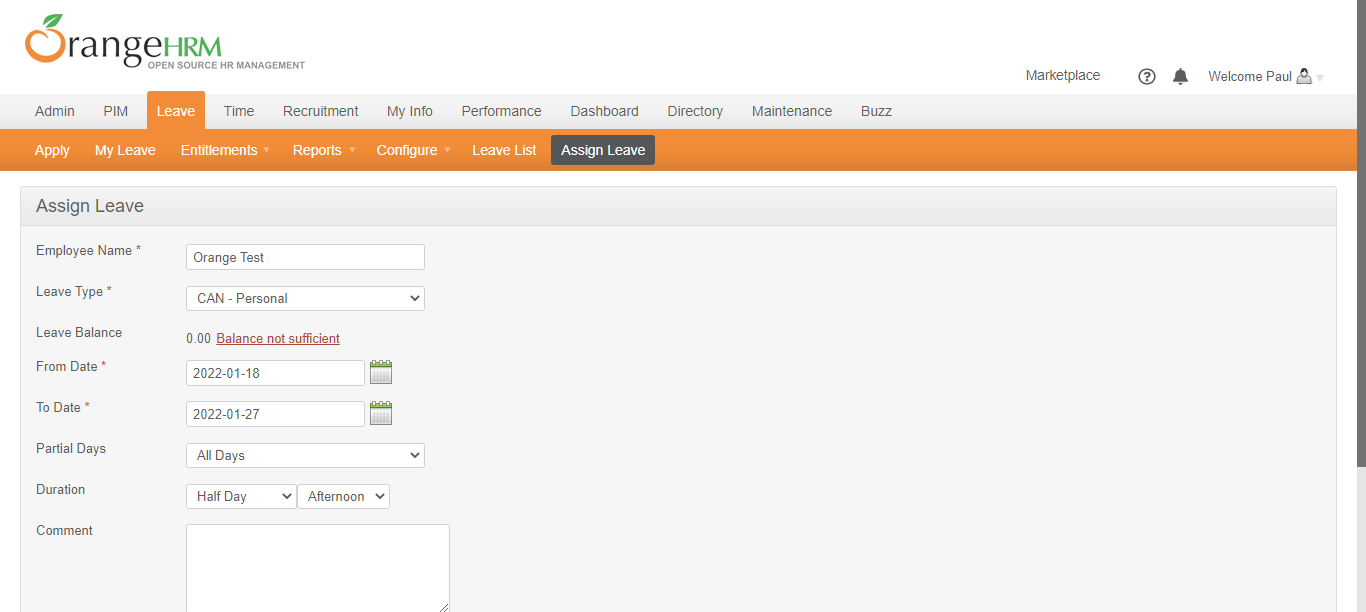 OrangeHRM
OPEN SOURCE HR MANAGEMENT
Marketplace ? Welcome Paul
Admin PIM Leave Time Recruitment My Info Performance Dashboard Directory Maintenance Buzz
Apply My Leave Entitlements Reports Configure Leave List Assign Leave
Assign Leave
Employee Name * Orange Test
Leave Type * CAN - Personal
Leave Balance 0.00 Balance not sufficient
From Date * 2022-01-18
To Date * 2022-01-27
Partial Days All Days
Duration Half Day Afternoon
Comment